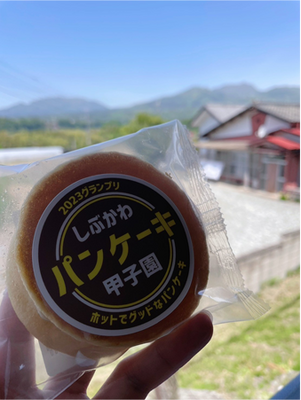 2023グランプリ
しぶかわ
パンケーキ
甲子園
ホットでグットなパンケーキ